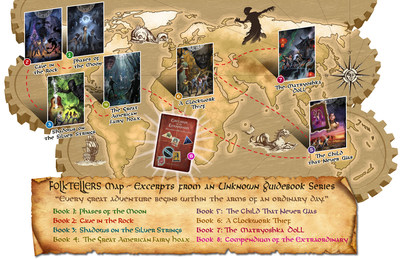 2
Cave in
the Rock
1
Phases of
the Moon
3
Shadows on
the Silver Strings
4
The Great
American
Fairy Hoax
6
A Clockwork
Thief
7
The Matryoshka
Doll
5
The Child
That Never Was
8
Folktellers Map - Excerpts from an Unknown Guidebook Series
"Every great adventure begins within the arms of an ordinary day."
Book 1: Phases of the Moon
Book 2: Cave in the Rock
Book 3: Shadows on the Silver Strings
Book 4: The Great American Fairy Hoax
Book 5: The Child That Never Was
Book 6: A Clockwork Thief
Book 7: The Matryoshka Doll
Book 8: Compendium of the Extraordinary